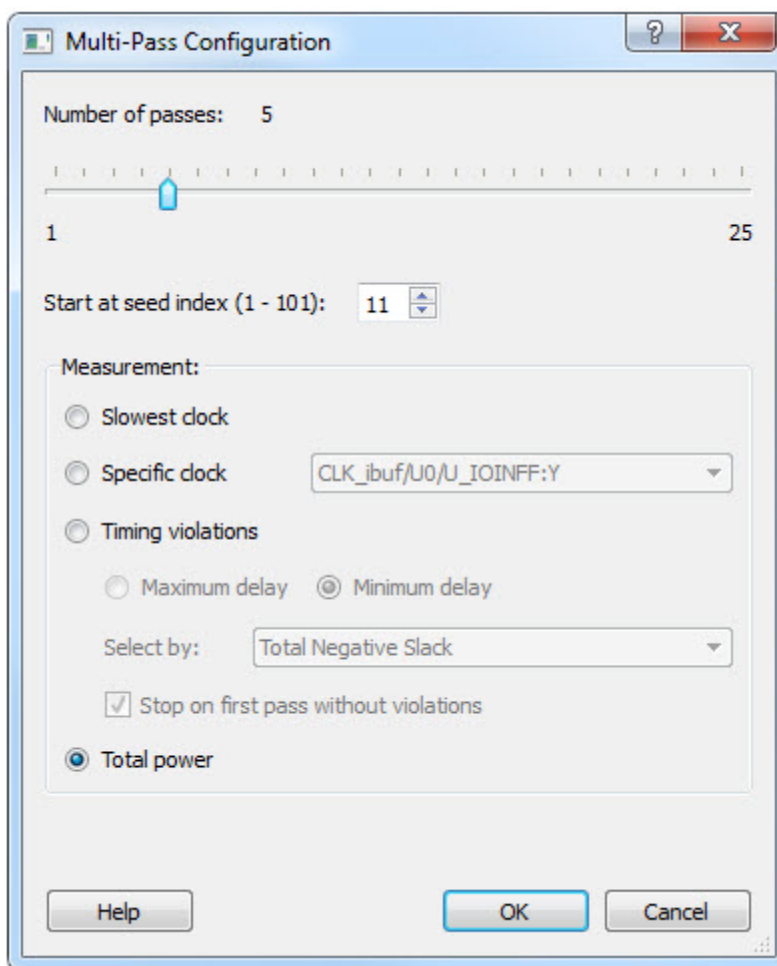 Multi-Pass Configuration
Number of passes: 5
1 25
Start at seed index (1 - 101): 11
Measurement:
Slowest clock
Specific clock CLK_ibuf/U0/U_IOINFF:Y
Timing violations
Maximum delay Minimum delay
Select by: Total Negative Slack
Stop on first pass without violations
Total power
Help OK Cancel